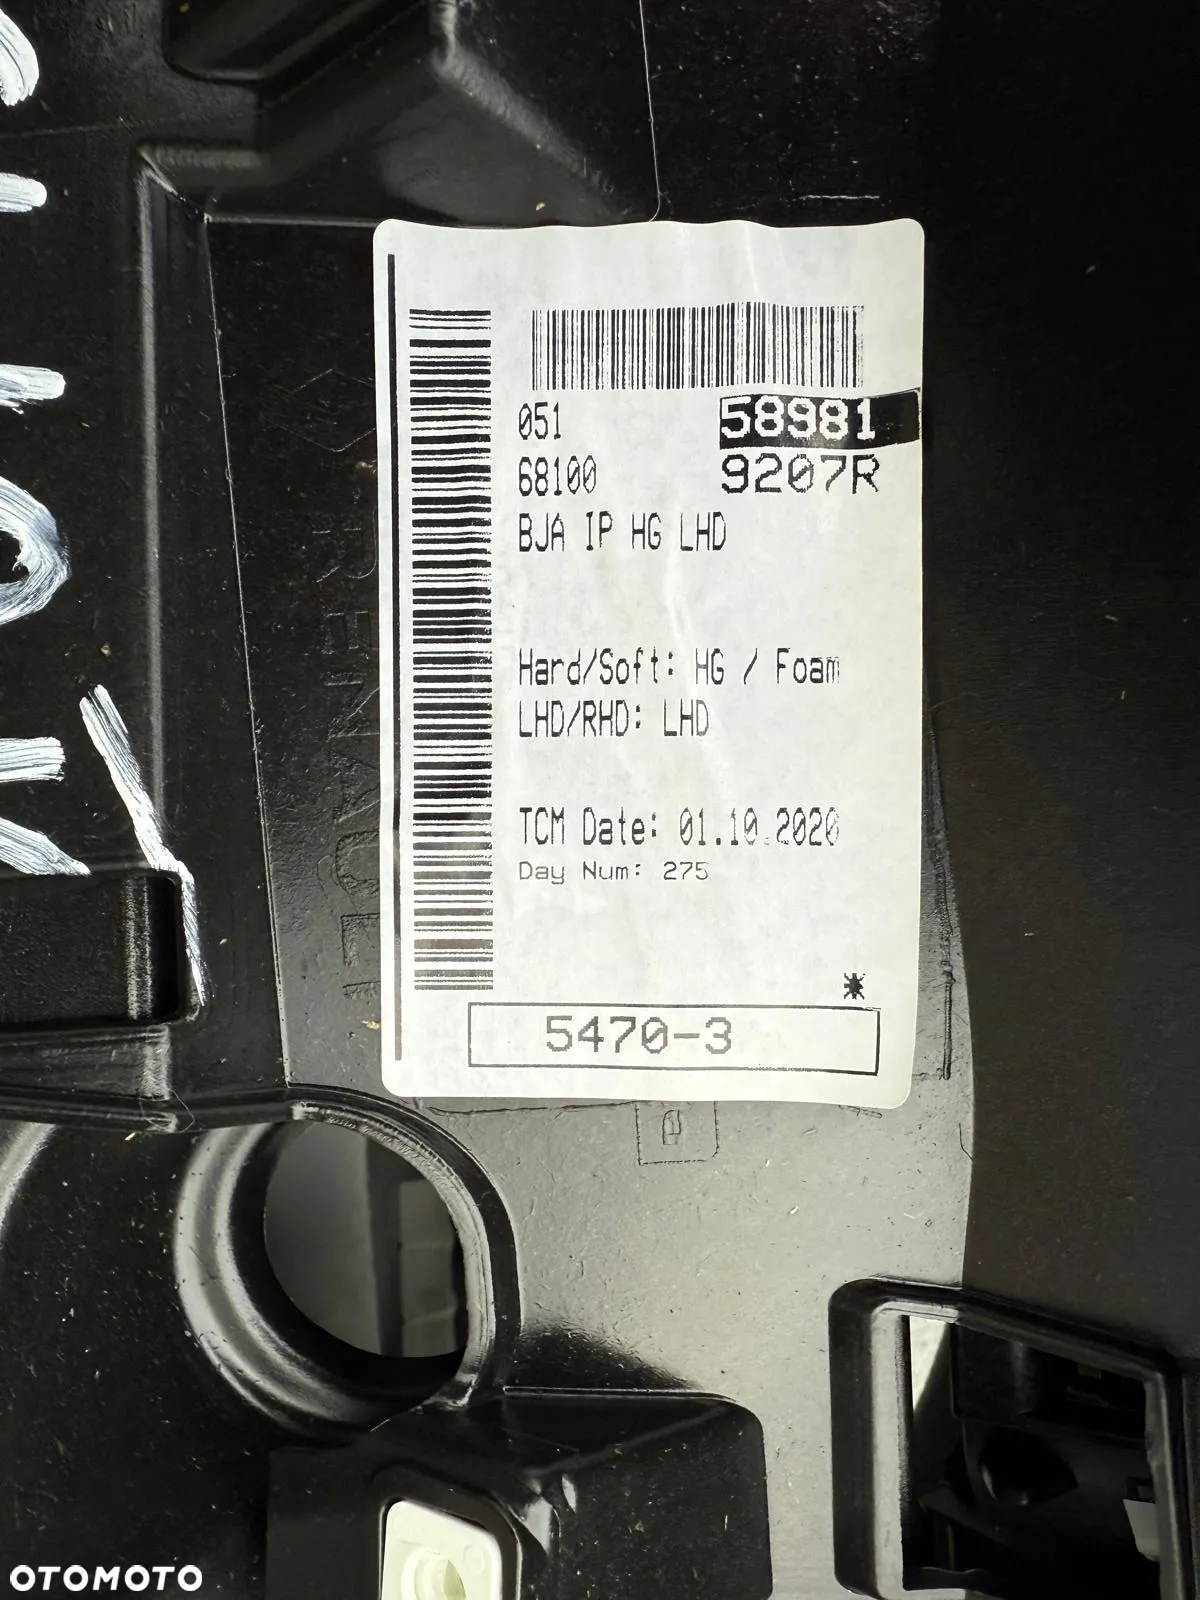 051 58981
68100 9207R
BJA IP HG LHD
Hard/Soft: HG / Foam
LHD/RHD: LHD
TCM Date: 01.10.2020
Day Num: 275
*
5470-3
RENAULT
OTOMOTO